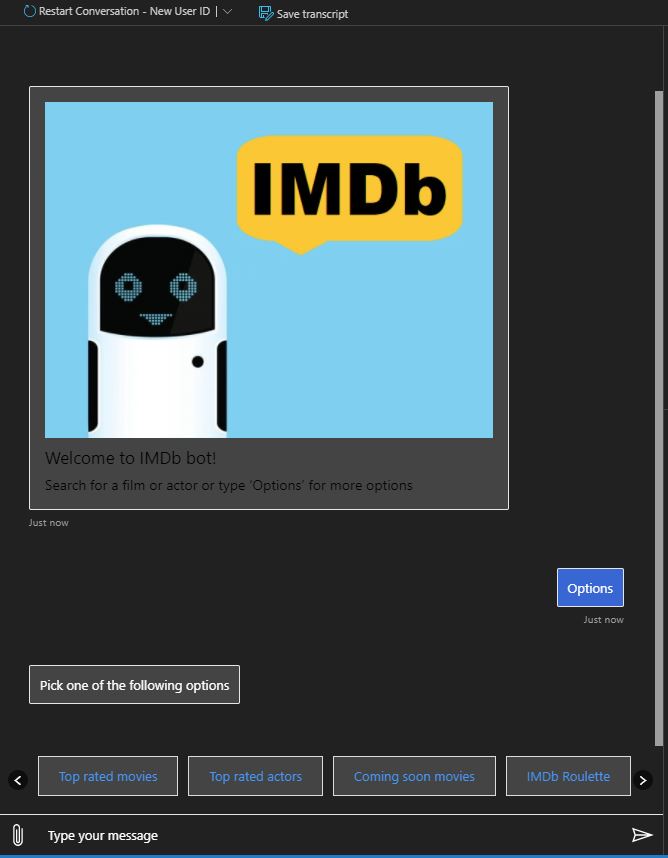 Restart Conversation - New User ID | Save transcript
IMDb
Welcome to IMDb bot!
Search for a film or actor or type 'Options' for more options
Just now
Options
Just now
Pick one of the following options
Top rated movies Top rated actors Coming soon movies IMDb Roulette
Type your message